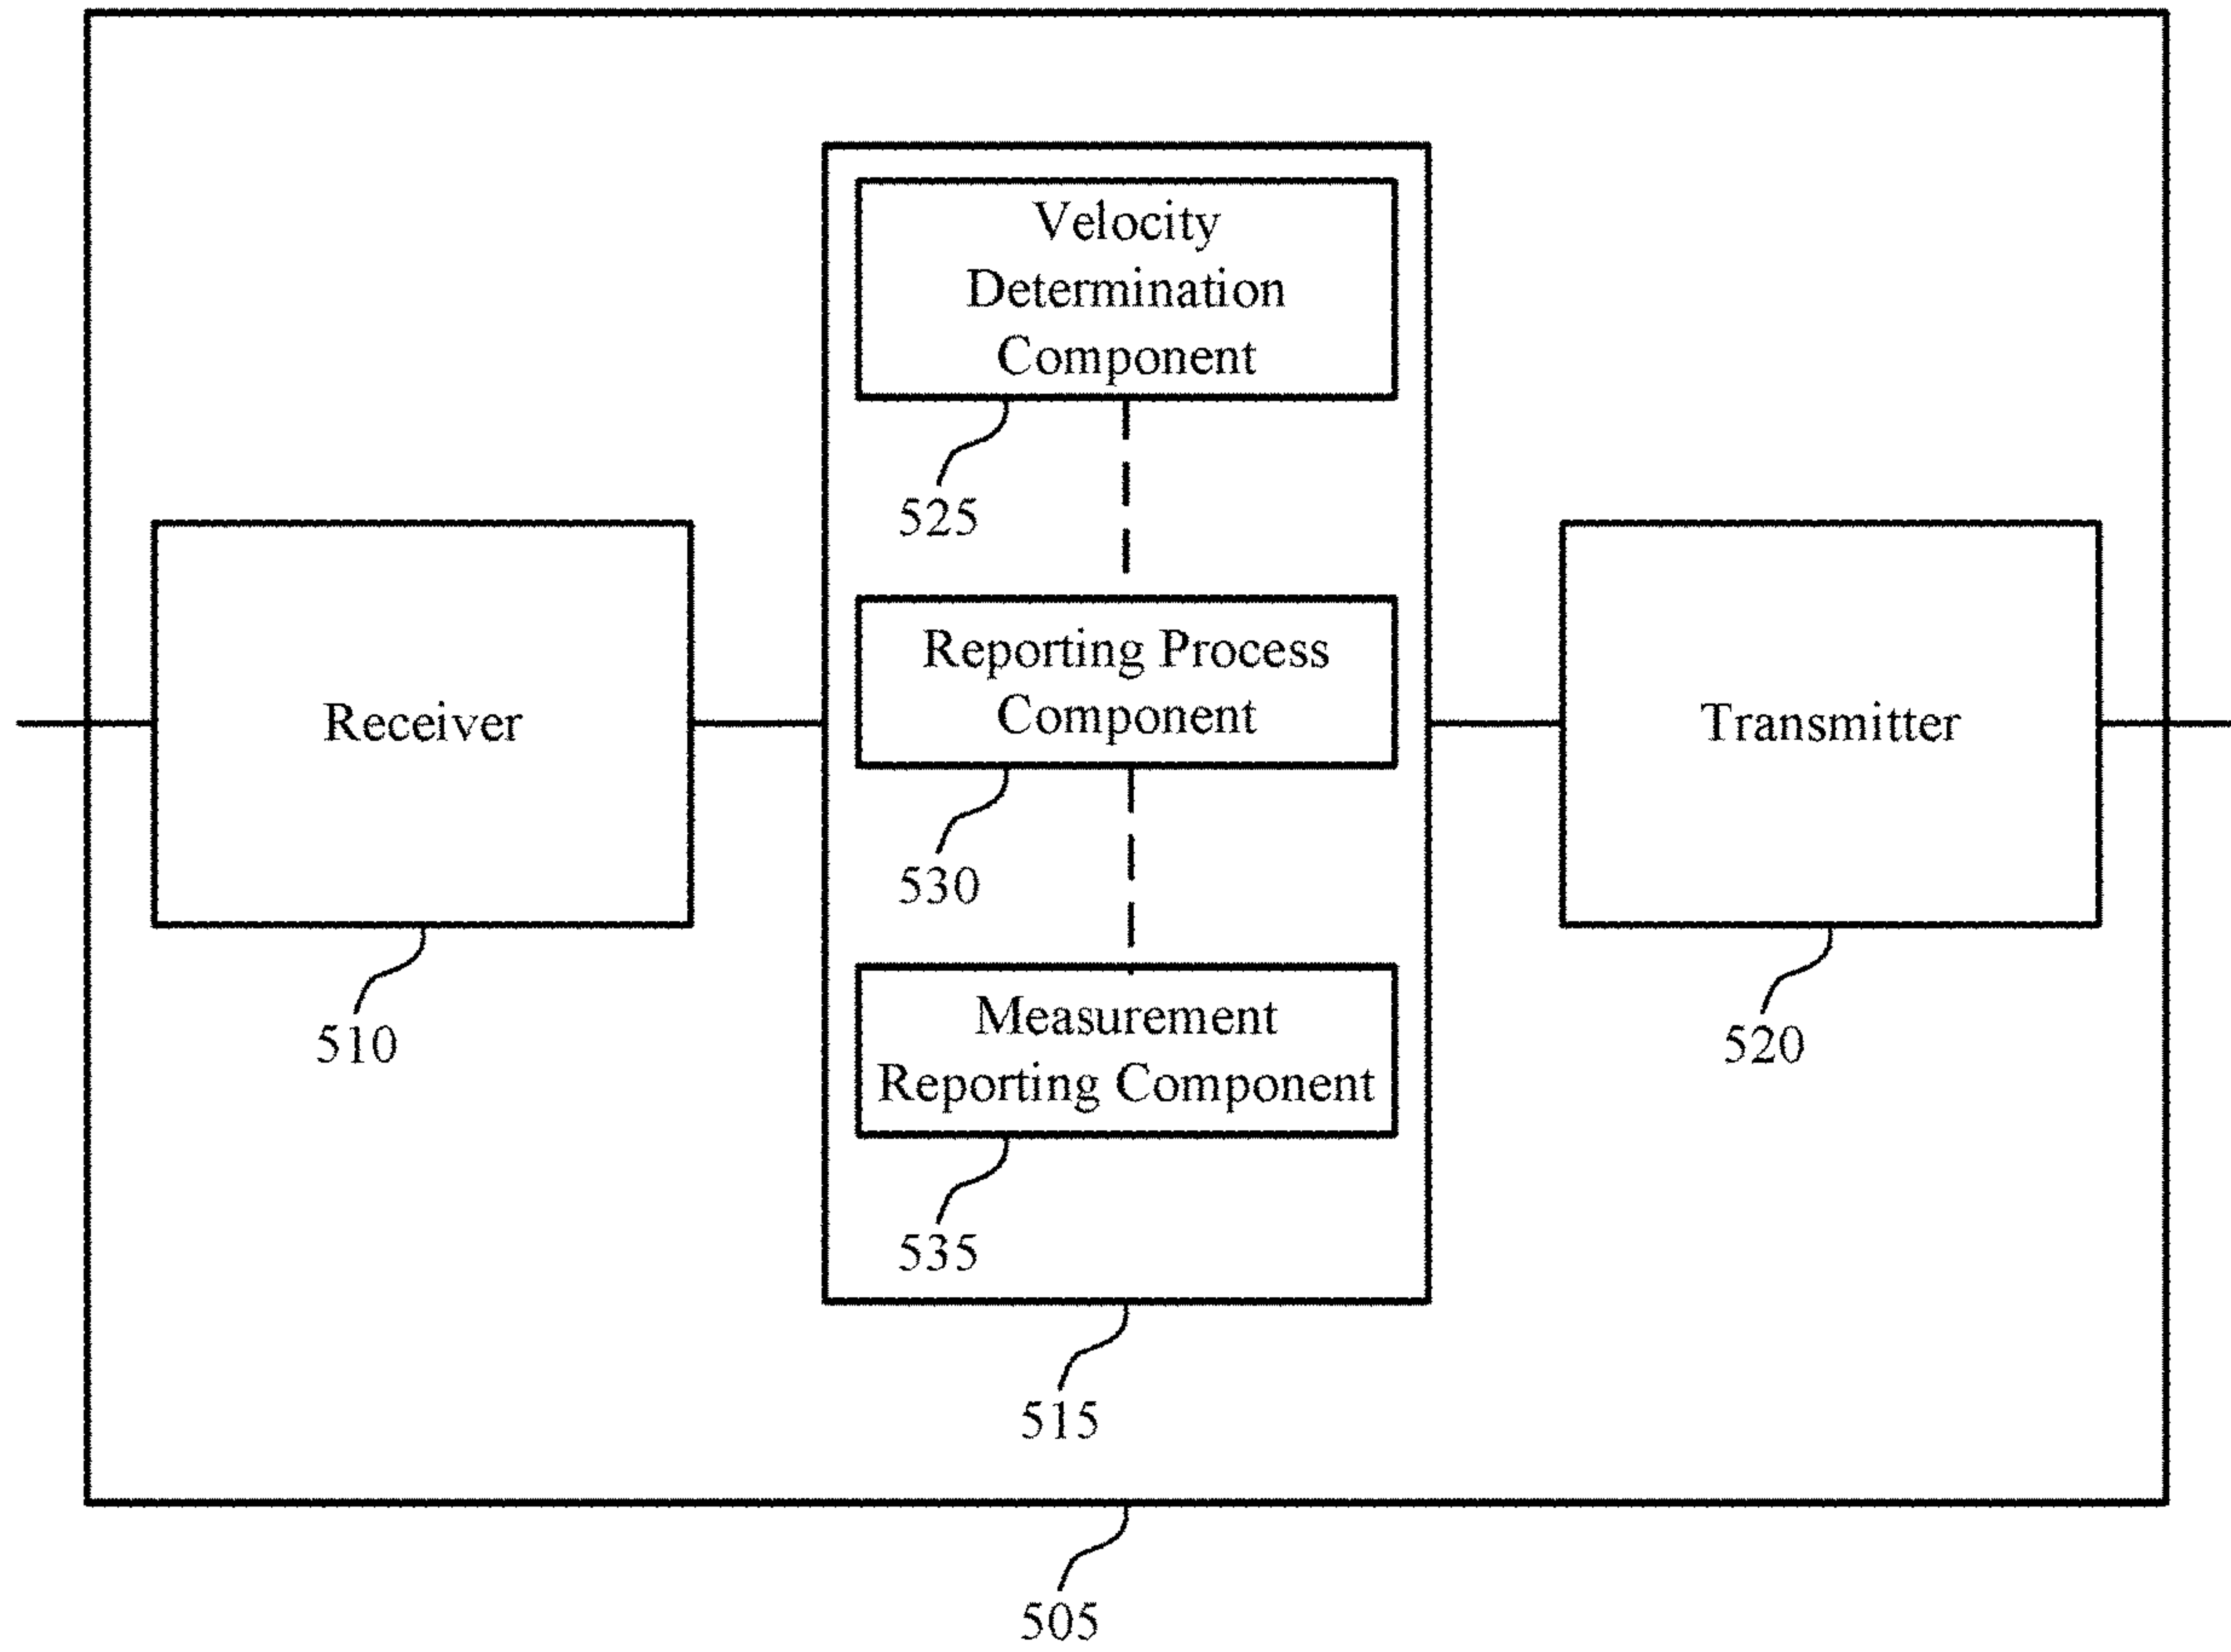 Velocity
Determination
Component
525
Reporting Process
Component
530
Measurement
Reporting Component
535
515
Receiver
510
Transmitter
520
505